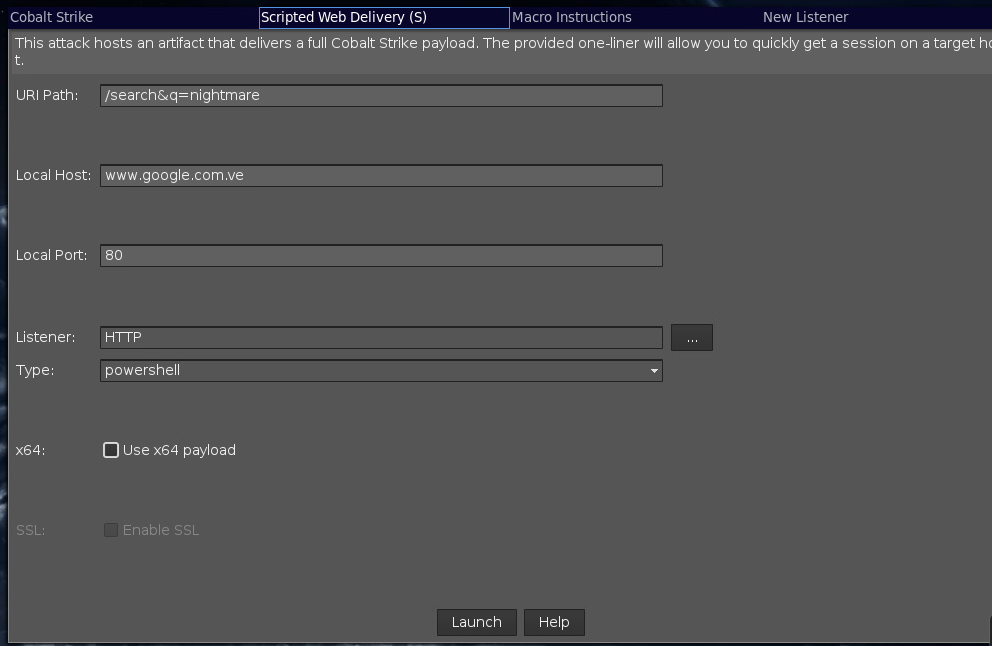 Cobalt Strike
Scripted Web Delivery (S)
Macro Instructions
New Listener
This attack hosts an artifact that delivers a full Cobalt Strike payload. The provided one-liner will allow you to quickly get a session on a target ho
t.
URI Path: /search&q=nightmare
Local Host: www.google.com.ve
Local Port: 80
Listener: HTTP ...
Type: powershell
x64: Use x64 payload
SSL: Enable SSL
Launch Help